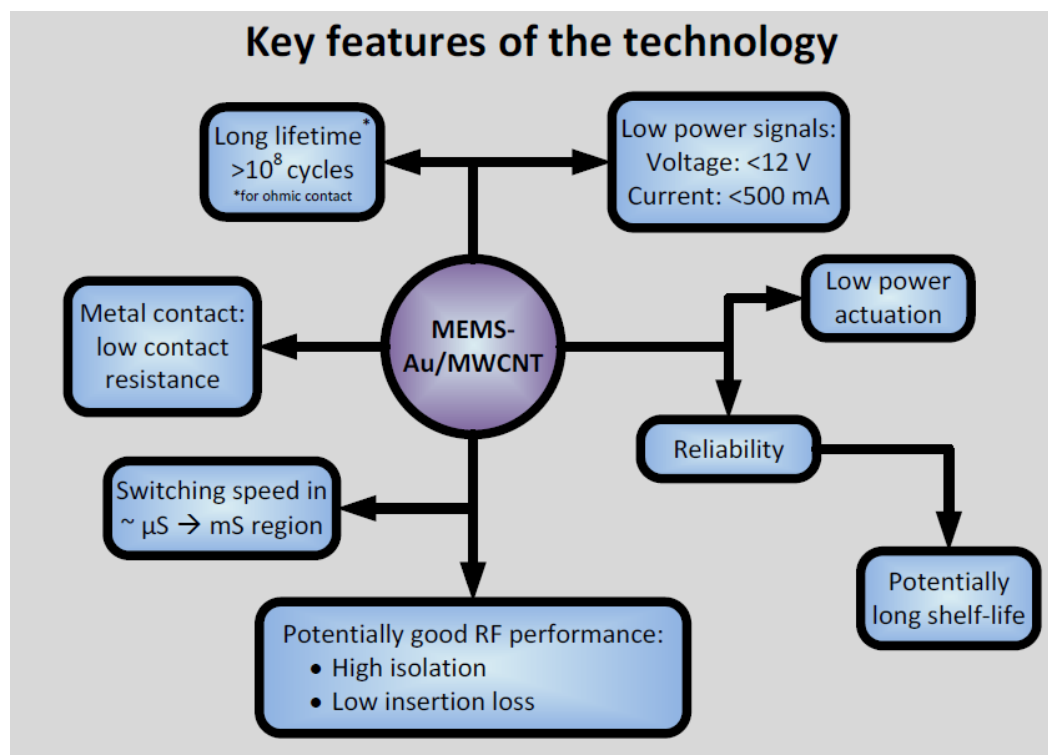 Key features of the technology
Long lifetime*
>10⁸ cycles
*for ohmic contact
Low power signals:
Voltage: <12 V
Current: <500 mA
Low power
actuation
Metal contact:
low contact
resistance
MEMS-
Au/MWCNT
Reliability
Switching speed in
~ μS → mS region
Potentially
long shelf-life
Potentially good RF performance:
• High isolation
• Low insertion loss